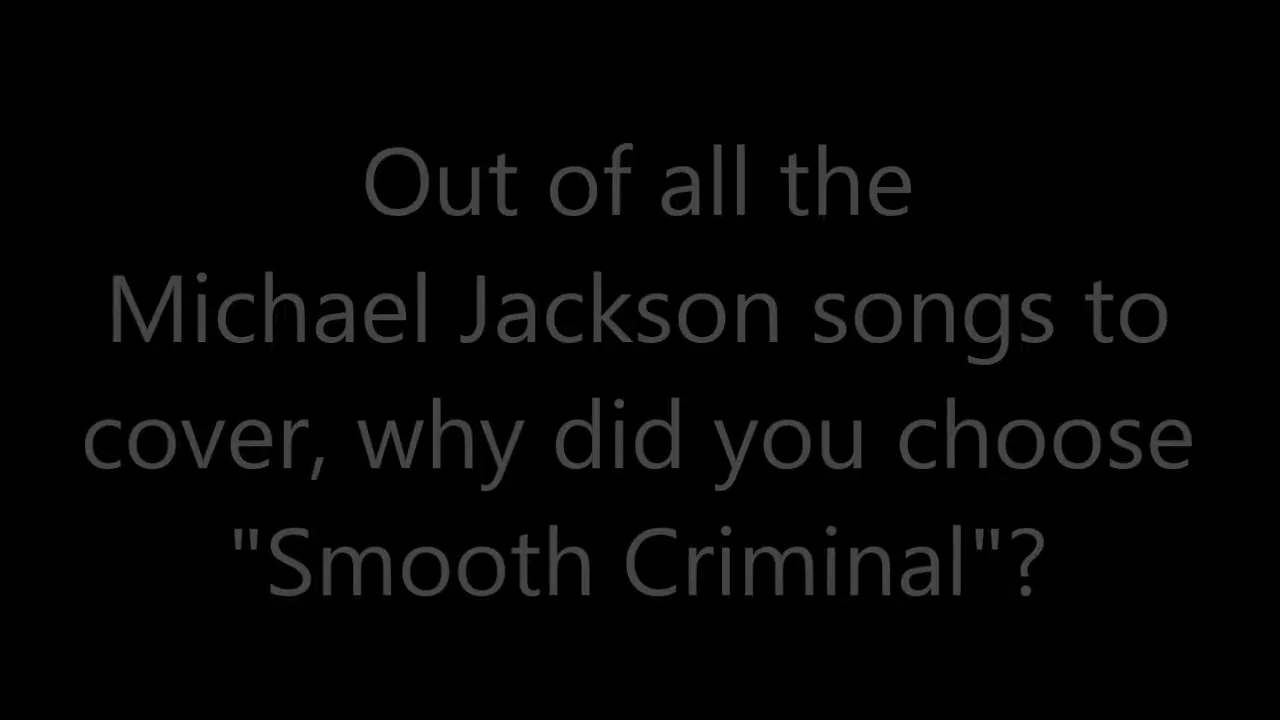 Out of all the
Michael Jackson songs to
cover, why did you choose
"Smooth Criminal"?